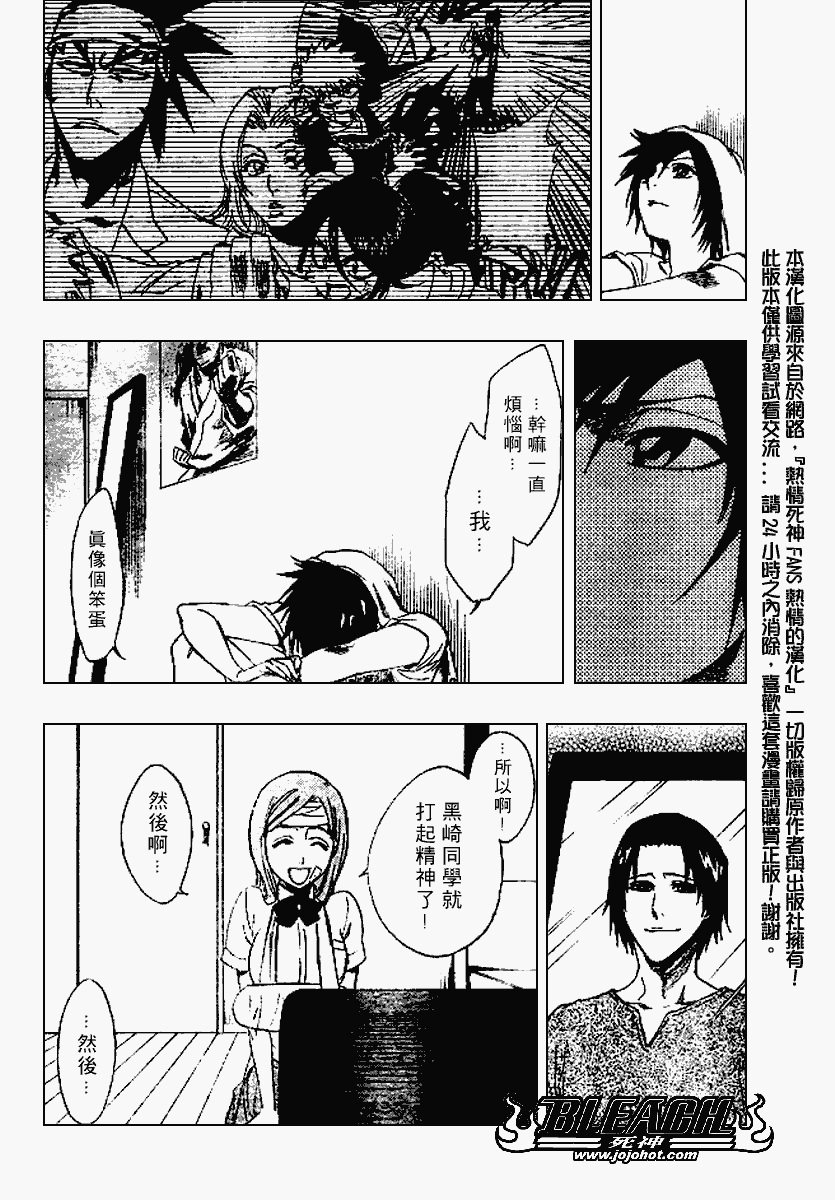 …幹嘛一直
煩惱啊…
…我…
真像個笨蛋
…所以啊！
黑崎同學就
打起精神了！
然後啊…
…然後…
本漢化圖源來自於網路，『熱情死神FANS熱情的漢化』一切版權歸原作者與出版社擁有！
此版本僅供學習試看交流… 請24小時之內消除，喜歡這套漫畫請購買正版！謝謝。
BLEACH
死神
www.jojohot.com